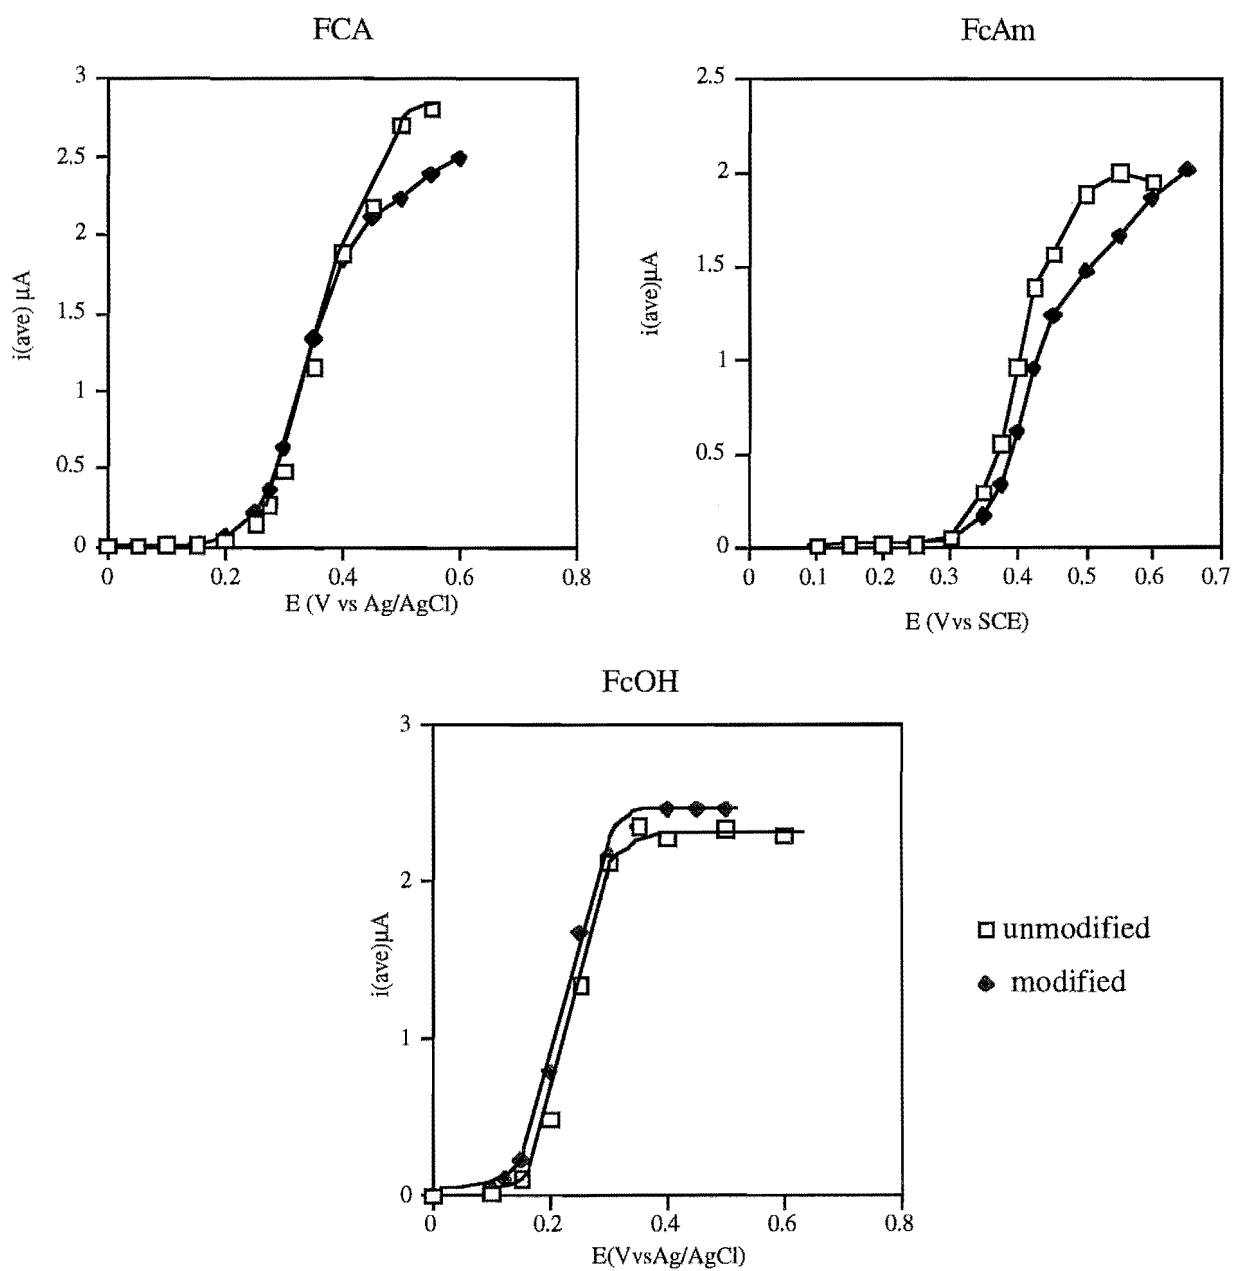 FCA
3
2.5
2
1.5
1
0.5
0
i(ave) µA
0 0.2 0.4 0.6 0.8
E (V vs Ag/AgCl)
FcAm
2.5
2
1.5
1
0.5
0
i(ave)µA
0 0.1 0.2 0.3 0.4 0.5 0.6 0.7
E (Vvs SCE)
FcOH
3
2
1
0
i(ave)µA
0 0.2 0.4 0.6 0.8
E(VvsAg/AgCl)
unmodified
modified